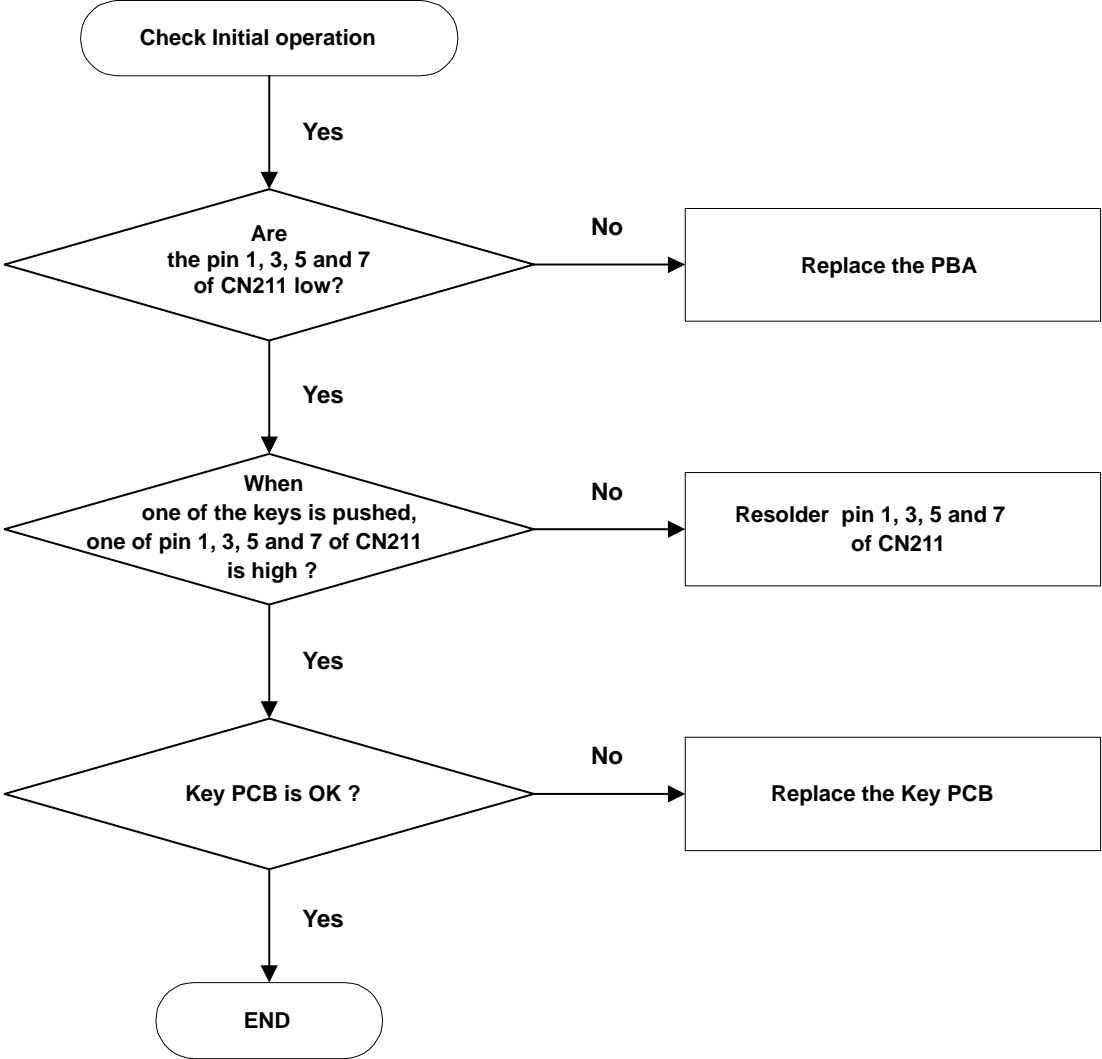 Check Initial operation
Yes
Are
the pin 1, 3, 5 and 7
of CN211 low?
No
Replace the PBA
Yes
When
one of the keys is pushed,
one of pin 1, 3, 5 and 7 of CN211
is high ?
No
Resolder pin 1, 3, 5 and 7
of CN211
Yes
Key PCB is OK ?
No
Replace the Key PCB
Yes
END